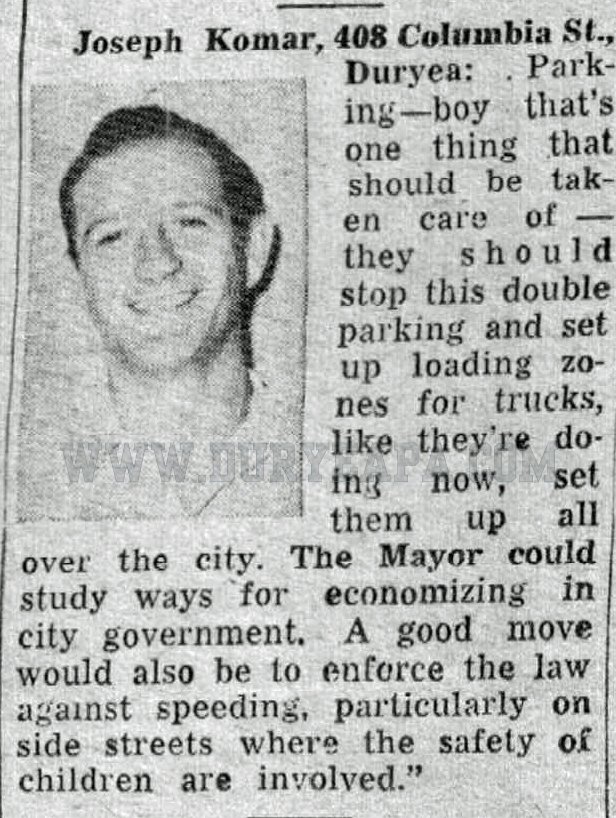 Joseph Komar, 408 Columbia St.,
Duryea: . Park-
ing—boy that's
one thing that
should be tak-
en care of —
they should
stop this double
parking and set
up loading zo-
nes for trucks,
like they're do-
ing now, set
them up all
over the city. The Mayor could
study ways for economizing in
city government. A good move
would also be to enforce the law
against speeding, particularly on
side streets where the safety of
children are involved."
WWW.DURYEAPA.COM